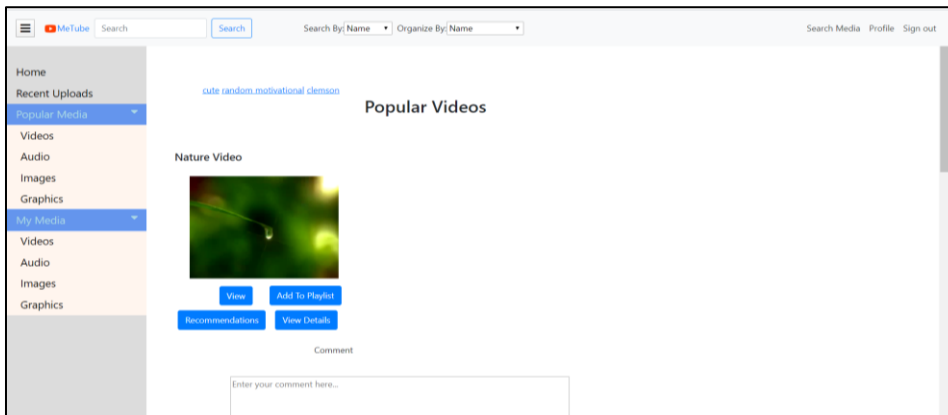 MeTube Search Search Search By: Name Organize By: Name Search Media Profile Sign out
Home
Recent Uploads
Popular Media
Videos
Audio
Images
Graphics
My Media
Videos
Audio
Images
Graphics
cute random motivational clemson
Popular Videos
Nature Video
View Add To Playlist
Recommendations View Details
Comment
Enter your comment here...